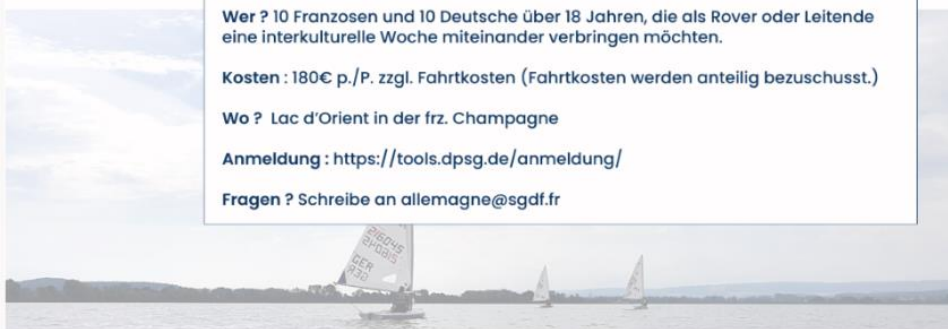 Wer ? 10 Franzosen und 10 Deutsche über 18 Jahren, die als Rover oder Leitende
eine interkulturelle Woche miteinander verbringen möchten.
Kosten : 180€ p./P. zzgl. Fahrtkosten (Fahrtkosten werden anteilig bezuschusst.)
Wo ? Lac d'Orient in der frz. Champagne
Anmeldung : https://tools.dpsg.de/anmeldung/
Fragen ? Schreibe an allemagne@sgdf.fr
GER